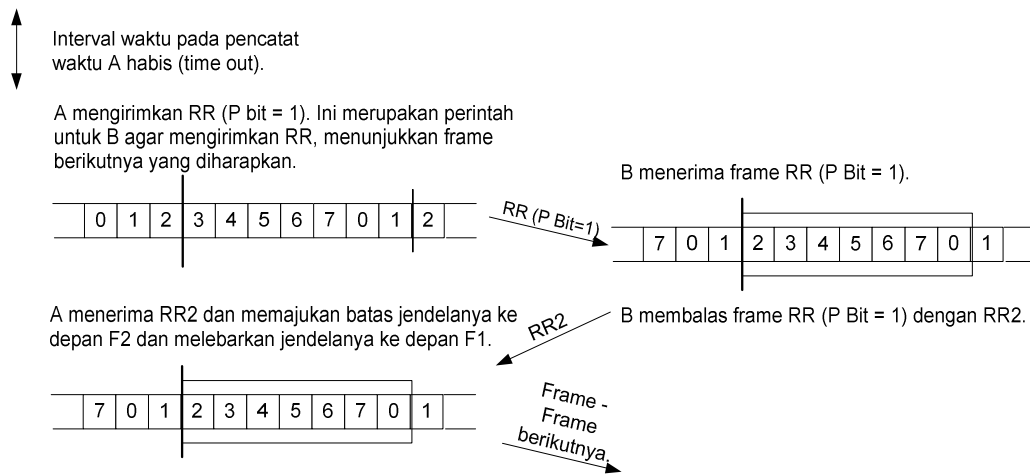 Interval waktu pada pencatat
waktu A habis (time out).
A mengirimkan RR (P bit = 1). Ini merupakan perintah
untuk B agar mengirimkan RR, menunjukkan frame
berikutnya yang diharapkan.
0 1 2 3 4 5 6 7 0 1 2
RR (P Bit=1)
B menerima frame RR (P Bit = 1).
7 0 1 2 3 4 5 6 7 0 1
B membalas frame RR (P Bit = 1) dengan RR2.
RR2
A menerima RR2 dan memajukan batas jendelanya ke
depan F2 dan melebarkan jendelanya ke depan F1.
7 0 1 2 3 4 5 6 7 0 1
Frame -
Frame
berikutnya.